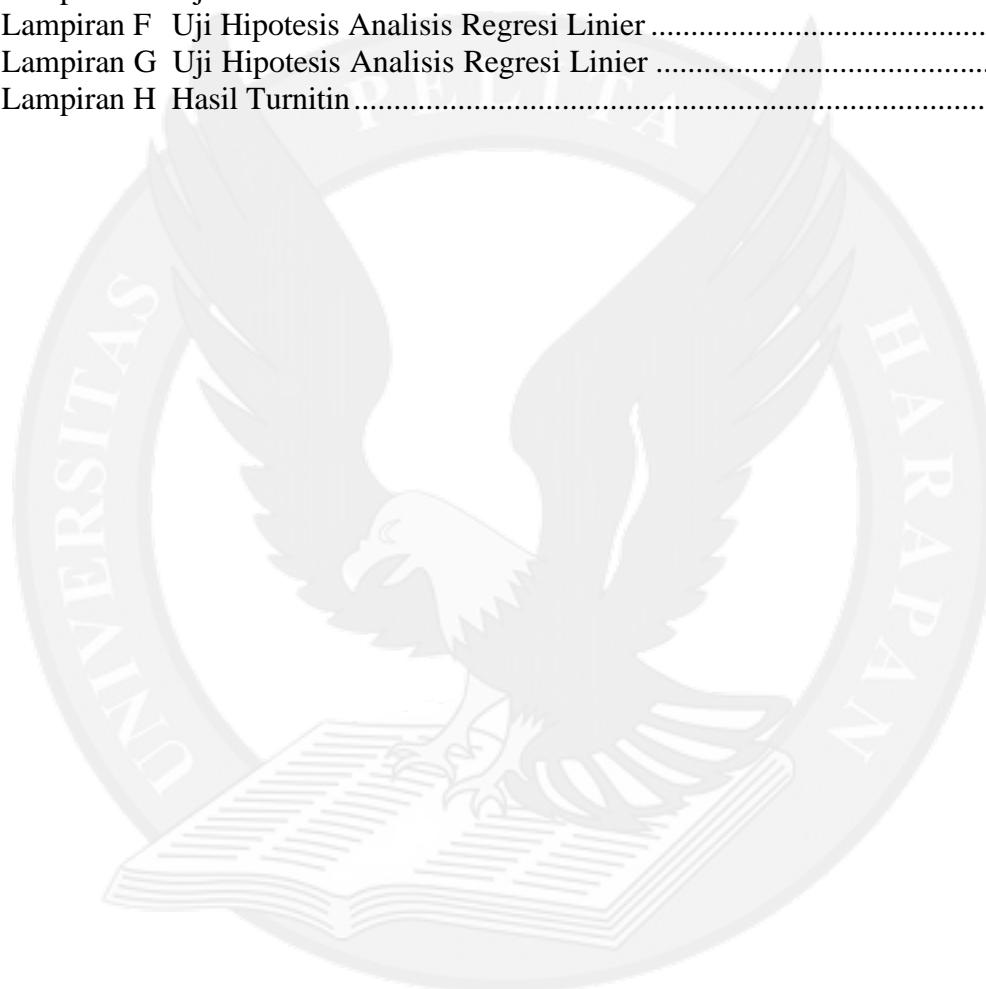 Lampiran F Uji Hipotesis Analisis Regresi Linier ..........................................
Lampiran G Uji Hipotesis Analisis Regresi Linier ..........................................
Lampiran H Hasil Turnitin ................................................................................
UNIVERSITAS PELITA HARAPAN